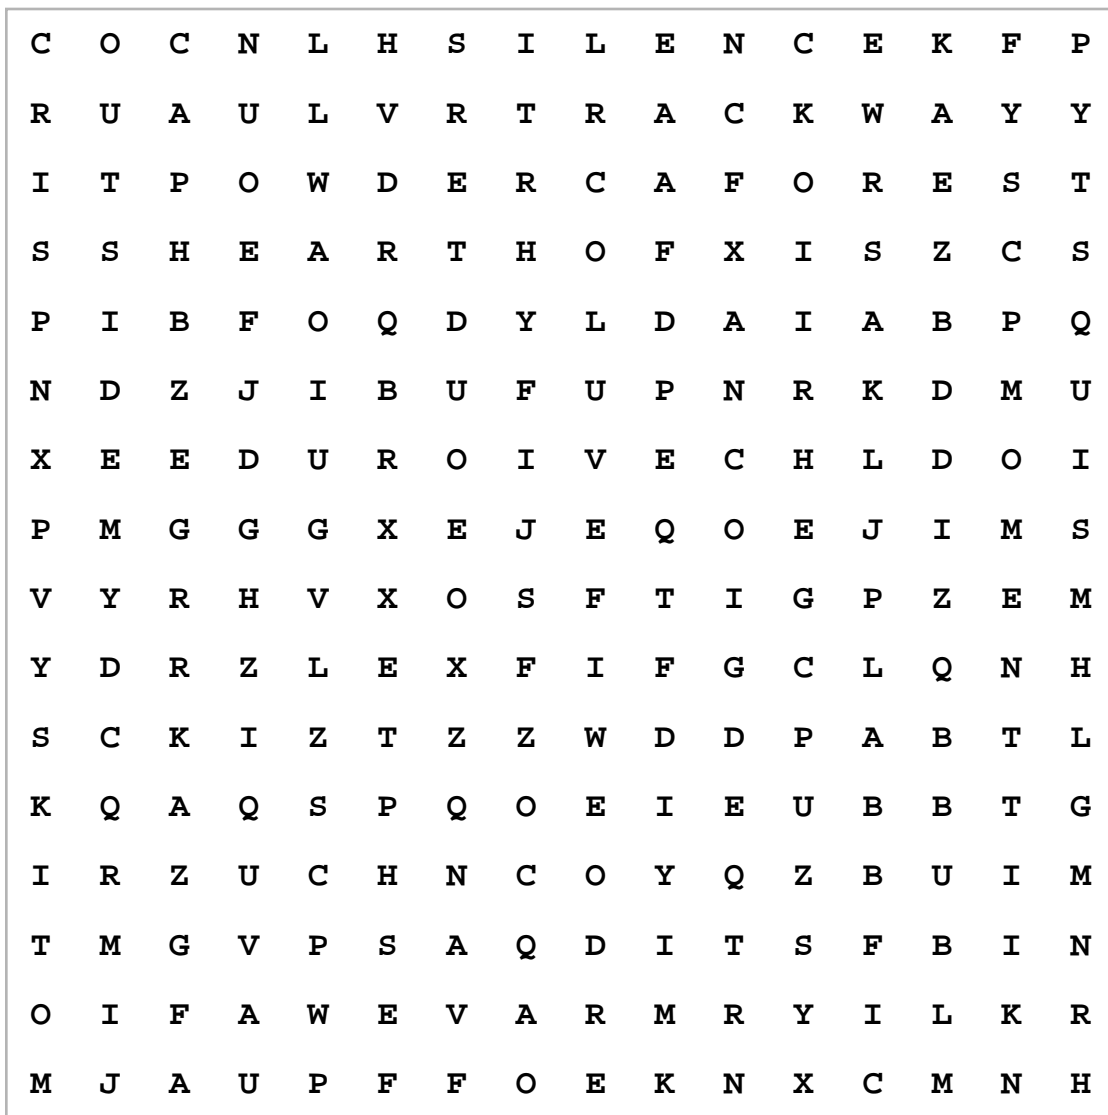 C O C N L H S I L E N C E K F P
R U A U L V R T R A C K W A Y Y
I T P O W D E R C A F O R E S T
S S H E A R T H O F X I S Z C S
P I B F O Q D Y L D A I A B P Q
N D Z J I B U F U P N R K D M U
X E E D U R O I V E C H L D O I
P M G G G X E J E Q O E J I M S
V Y R H V X O S F T I G P Z E M
Y D R Z L E X F I F G C L Q N H
S C K I Z T Z Z W D D P A B T L
K Q A Q S P Q O E I E U B B T G
I R Z U C H N C O Y Q Z B U I M
T M G V P S A Q D I T S F B I N
O I F A W E V A R M R Y I L K R
M J A U P F F O E K N X C M N H